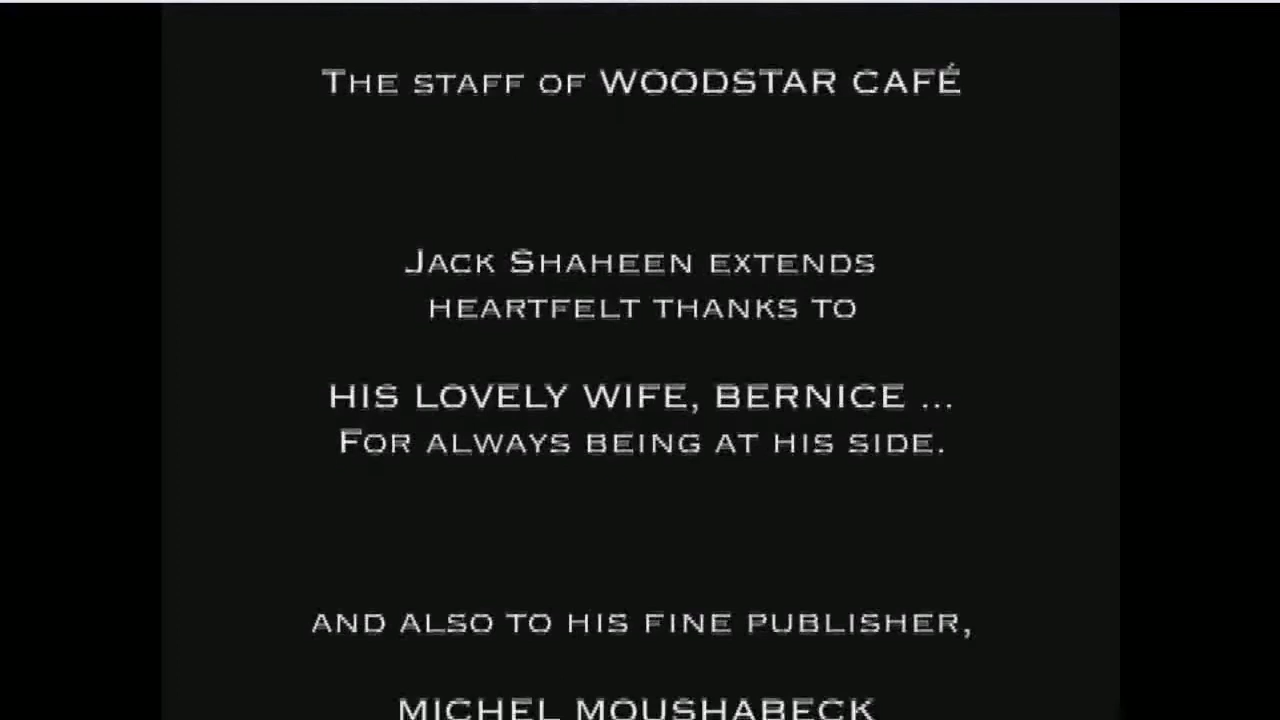 The staff of WOODSTAR CAFÉ
Jack Shaheen extends
heartfelt thanks to
HIS LOVELY WIFE, BERNICE ...
For always being at his side.
and also to his fine publisher,
MICHEL MOUSHABECK